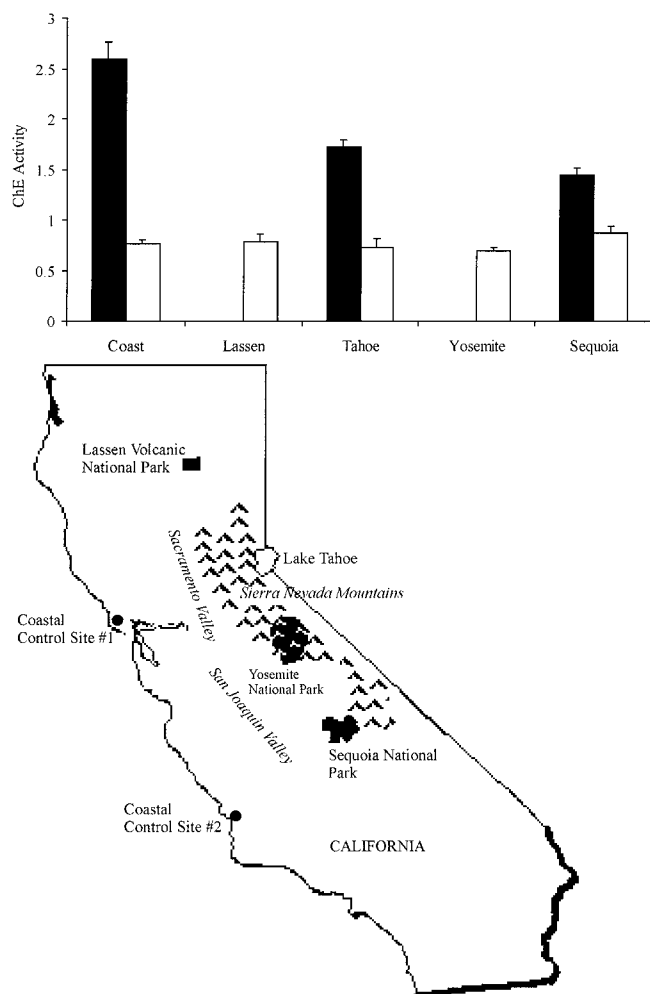 3
2.5
2
1.5
1
0.5
0
ChE Activity
Coast Lassen Tahoe Yosemite Sequoia
Lassen Volcanic
National Park
Sacramento Valley
Lake Tahoe
Sierra Nevada Mountains
Coastal
Control Site #1
Yosemite
National Park
San Joaquin Valley
Sequoia National
Park
Coastal
Control Site #2
CALIFORNIA